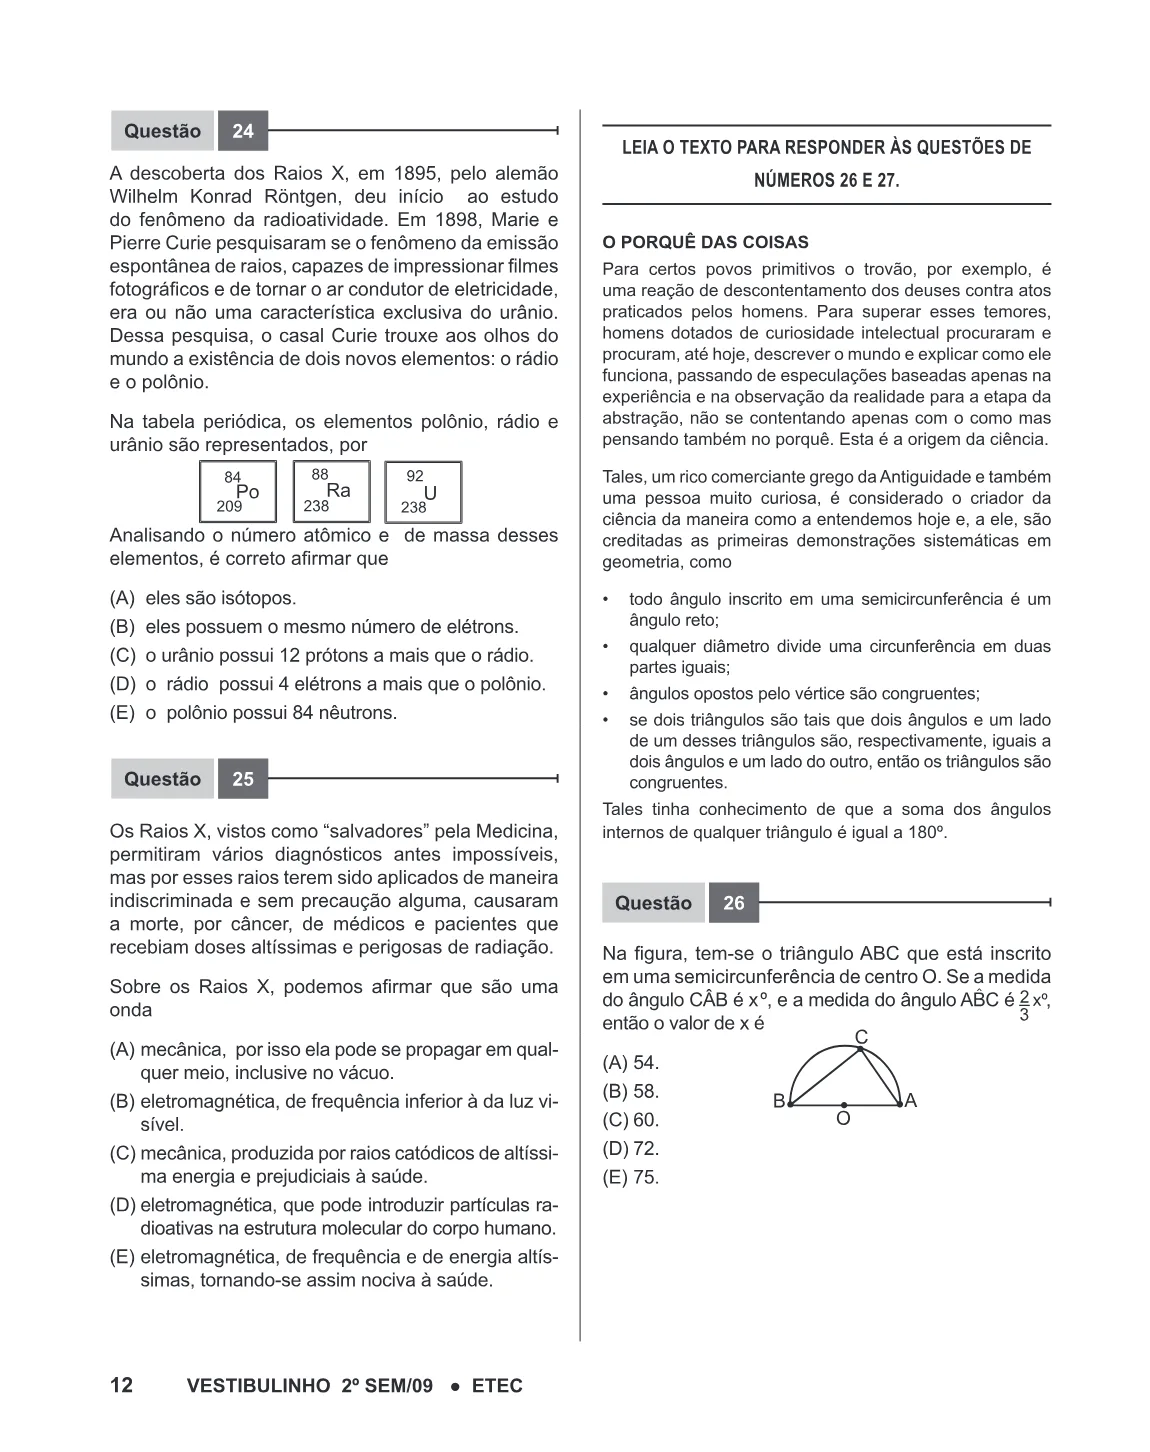 Questão 24
A descoberta dos Raios X, em 1895, pelo alemão
Wilhelm Konrad Röntgen, deu início ao estudo
do fenômeno da radioatividade. Em 1898, Marie e
Pierre Curie pesquisaram se o fenômeno da emissão
espontânea de raios, capazes de impressionar filmes
fotográficos e de tornar o ar condutor de eletricidade,
era ou não uma característica exclusiva do urânio.
Dessa pesquisa, o casal Curie trouxe aos olhos do
mundo a existência de dois novos elementos: o rádio
e o polônio.
Na tabela periódica, os elementos polônio, rádio e
urânio são representados, por
84 88 92
Po Ra U
209 238 238
Analisando o número atômico e de massa desses
elementos, é correto afirmar que
(A) eles são isótopos.
(B) eles possuem o mesmo número de elétrons.
(C) o urânio possui 12 prótons a mais que o rádio.
(D) o rádio possui 4 elétrons a mais que o polônio.
(E) o polônio possui 84 nêutrons.
Questão 25
Os Raios X, vistos como “salvadores” pela Medicina,
permitiram vários diagnósticos antes impossíveis,
mas por esses raios terem sido aplicados de maneira
indiscriminada e sem precaução alguma, causaram
a morte, por câncer, de médicos e pacientes que
recebiam doses altíssimas e perigosas de radiação.
Sobre os Raios X, podemos afirmar que são uma
onda
(A) mecânica, por isso ela pode se propagar em qual-
quer meio, inclusive no vácuo.
(B) eletromagnética, de frequência inferior à da luz vi-
sível.
(C) mecânica, produzida por raios catódicos de altíssi-
ma energia e prejudiciais à saúde.
(D) eletromagnética, que pode introduzir partículas ra-
dioativas na estrutura molecular do corpo humano.
(E) eletromagnética, de frequência e de energia altís-
simas, tornando-se assim nociva à saúde.
LEIA O TEXTO PARA RESPONDER ÀS QUESTÕES DE
NÚMEROS 26 E 27.
O PORQUÊ DAS COISAS
Para certos povos primitivos o trovão, por exemplo, é
uma reação de descontentamento dos deuses contra atos
praticados pelos homens. Para superar esses temores,
homens dotados de curiosidade intelectual procuraram e
procuram, até hoje, descrever o mundo e explicar como ele
funciona, passando de especulações baseadas apenas na
experiência e na observação da realidade para a etapa da
abstração, não se contentando apenas com o como mas
pensando também no porquê. Esta é a origem da ciência.
Tales, um rico comerciante grego da Antiguidade e também
uma pessoa muito curiosa, é considerado o criador da
ciência da maneira como a entendemos hoje e, a ele, são
creditadas as primeiras demonstrações sistemáticas em
geometria, como
• todo ângulo inscrito em uma semicircunferência é um
ângulo reto;
• qualquer diâmetro divide uma circunferência em duas
partes iguais;
• ângulos opostos pelo vértice são congruentes;
• se dois triângulos são tais que dois ângulos e um lado
de um desses triângulos são, respectivamente, iguais a
dois ângulos e um lado do outro, então os triângulos são
congruentes.
Tales tinha conhecimento de que a soma dos ângulos
internos de qualquer triângulo é igual a 180º.
Questão 26
Na figura, tem-se o triângulo ABC que está inscrito
em uma semicircunferência de centro O. Se a medida
do ângulo CÂB é xº, e a medida do ângulo AB̂C é 2/3 xº,
então o valor de x é
(A) 54.
(B) 58.
(C) 60.
(D) 72.
(E) 75.
C
B A
O
12 VESTIBULINHO 2º SEM/09 ● ETEC